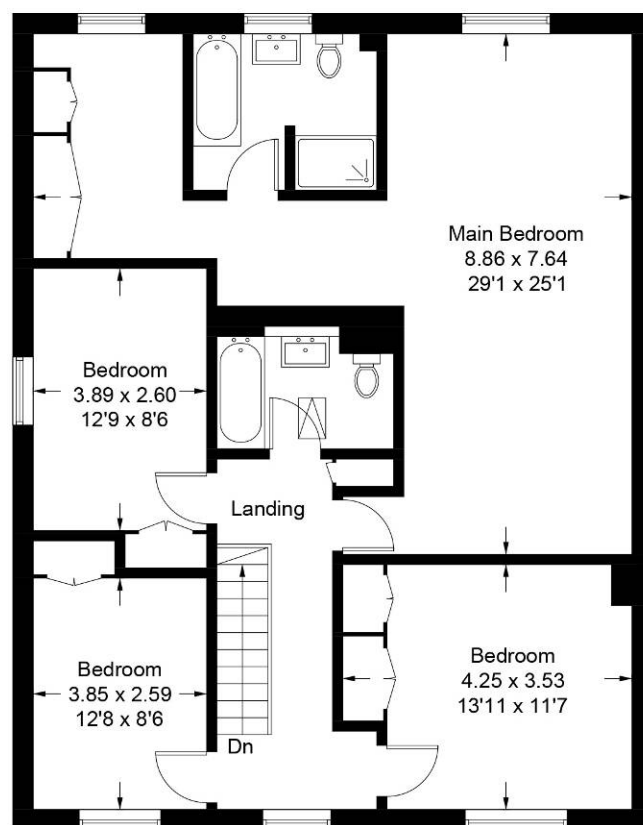 Main Bedroom
8.86 x 7.64
29'1 x 25'1
Bedroom
3.89 x 2.60
12'9 x 8'6
Landing
Bedroom
3.85 x 2.59
12'8 x 8'6
Dn
Bedroom
4.25 x 3.53
13'11 x 11'7